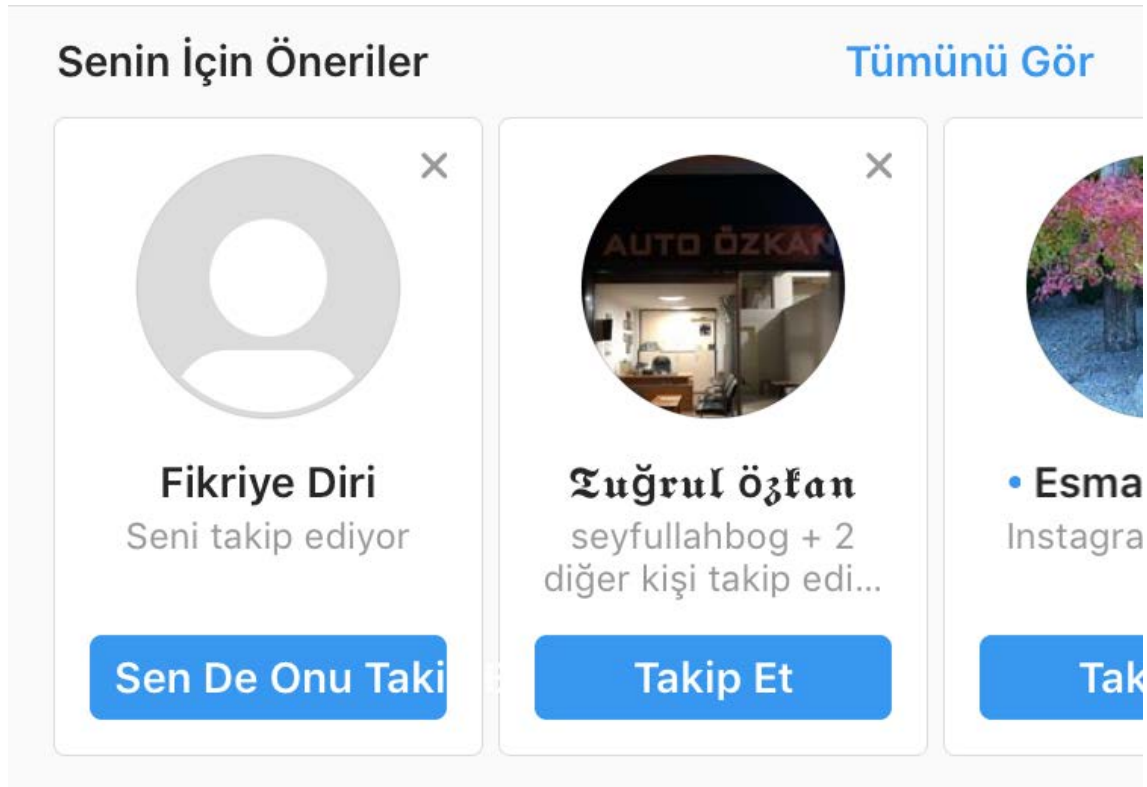 Senin İçin Öneriler
Tümünü Gör
AUTO ÖZKAN
Fikriye Diri
Seni takip ediyor
Sen De Onu Taki
𝕿𝖚ğ𝖗𝖚𝖑 ö𝖟𝖐𝖆𝖓
seyfullahbog + 2
diğer kişi takip edi...
Takip Et
• Esma
Instagra
Tak